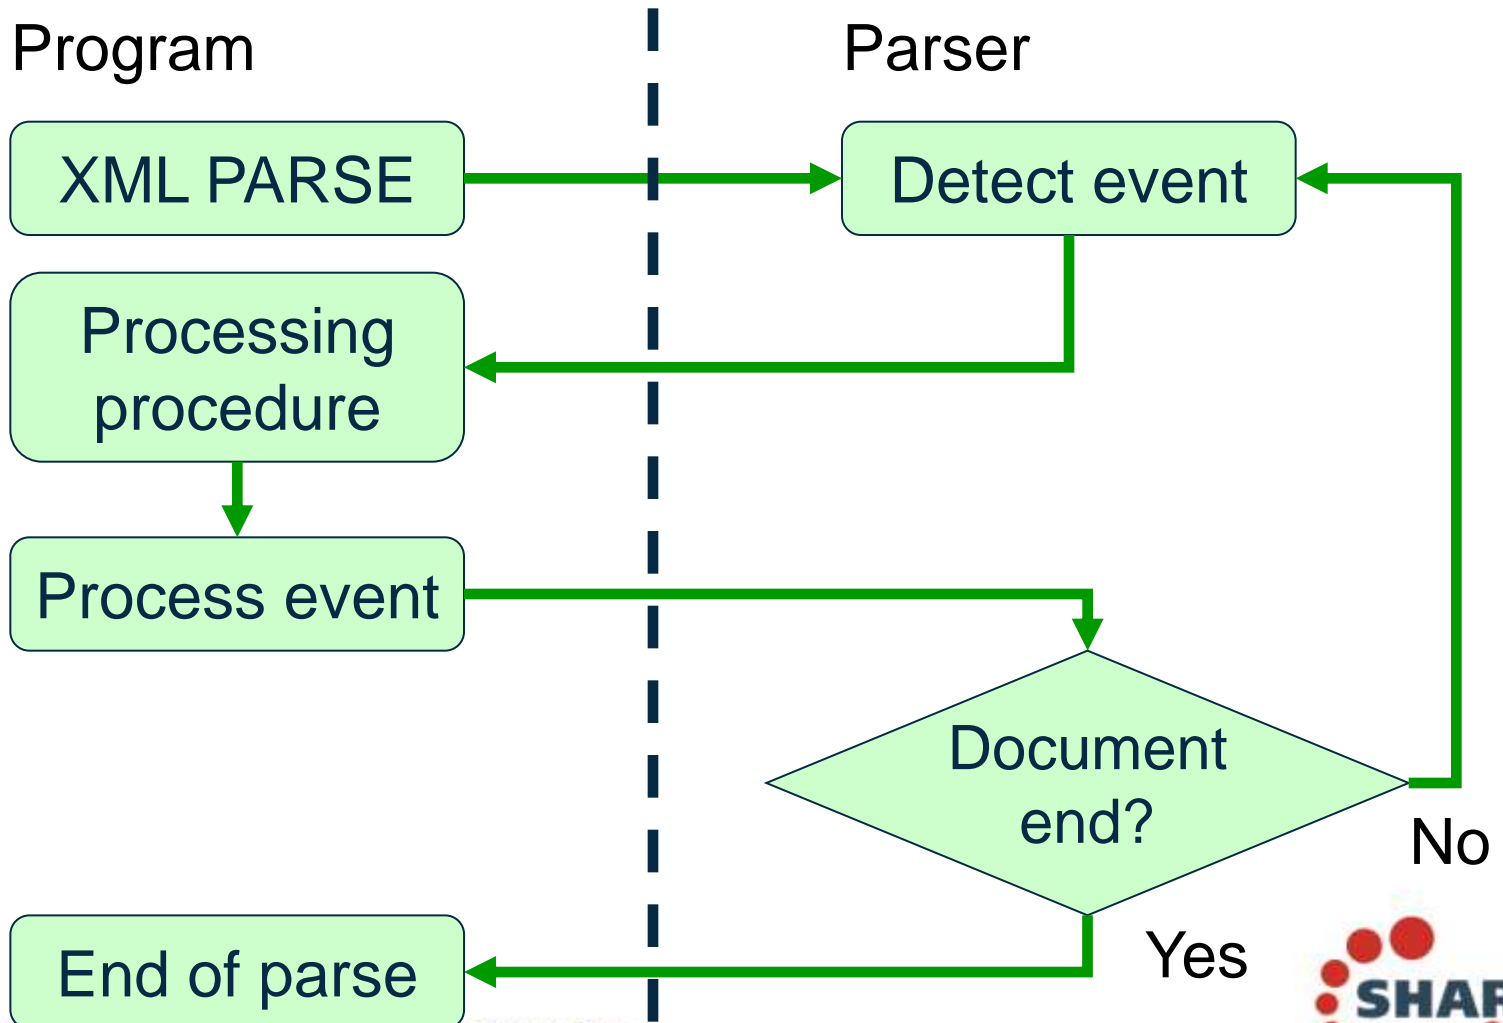 Program
Parser
XML PARSE
Detect event
Processing
procedure
Process event
Document
end?
No
Yes
End of parse